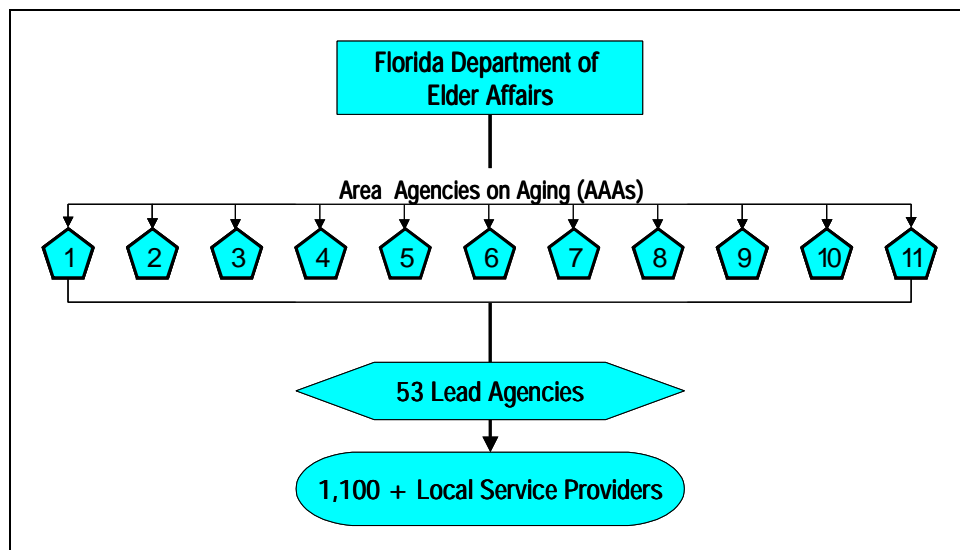 Florida Department of
Elder Affairs
Area Agencies on Aging (AAAs)
1 2 3 4 5 6 7 8 9 10 11
53 Lead Agencies
1,100 + Local Service Providers